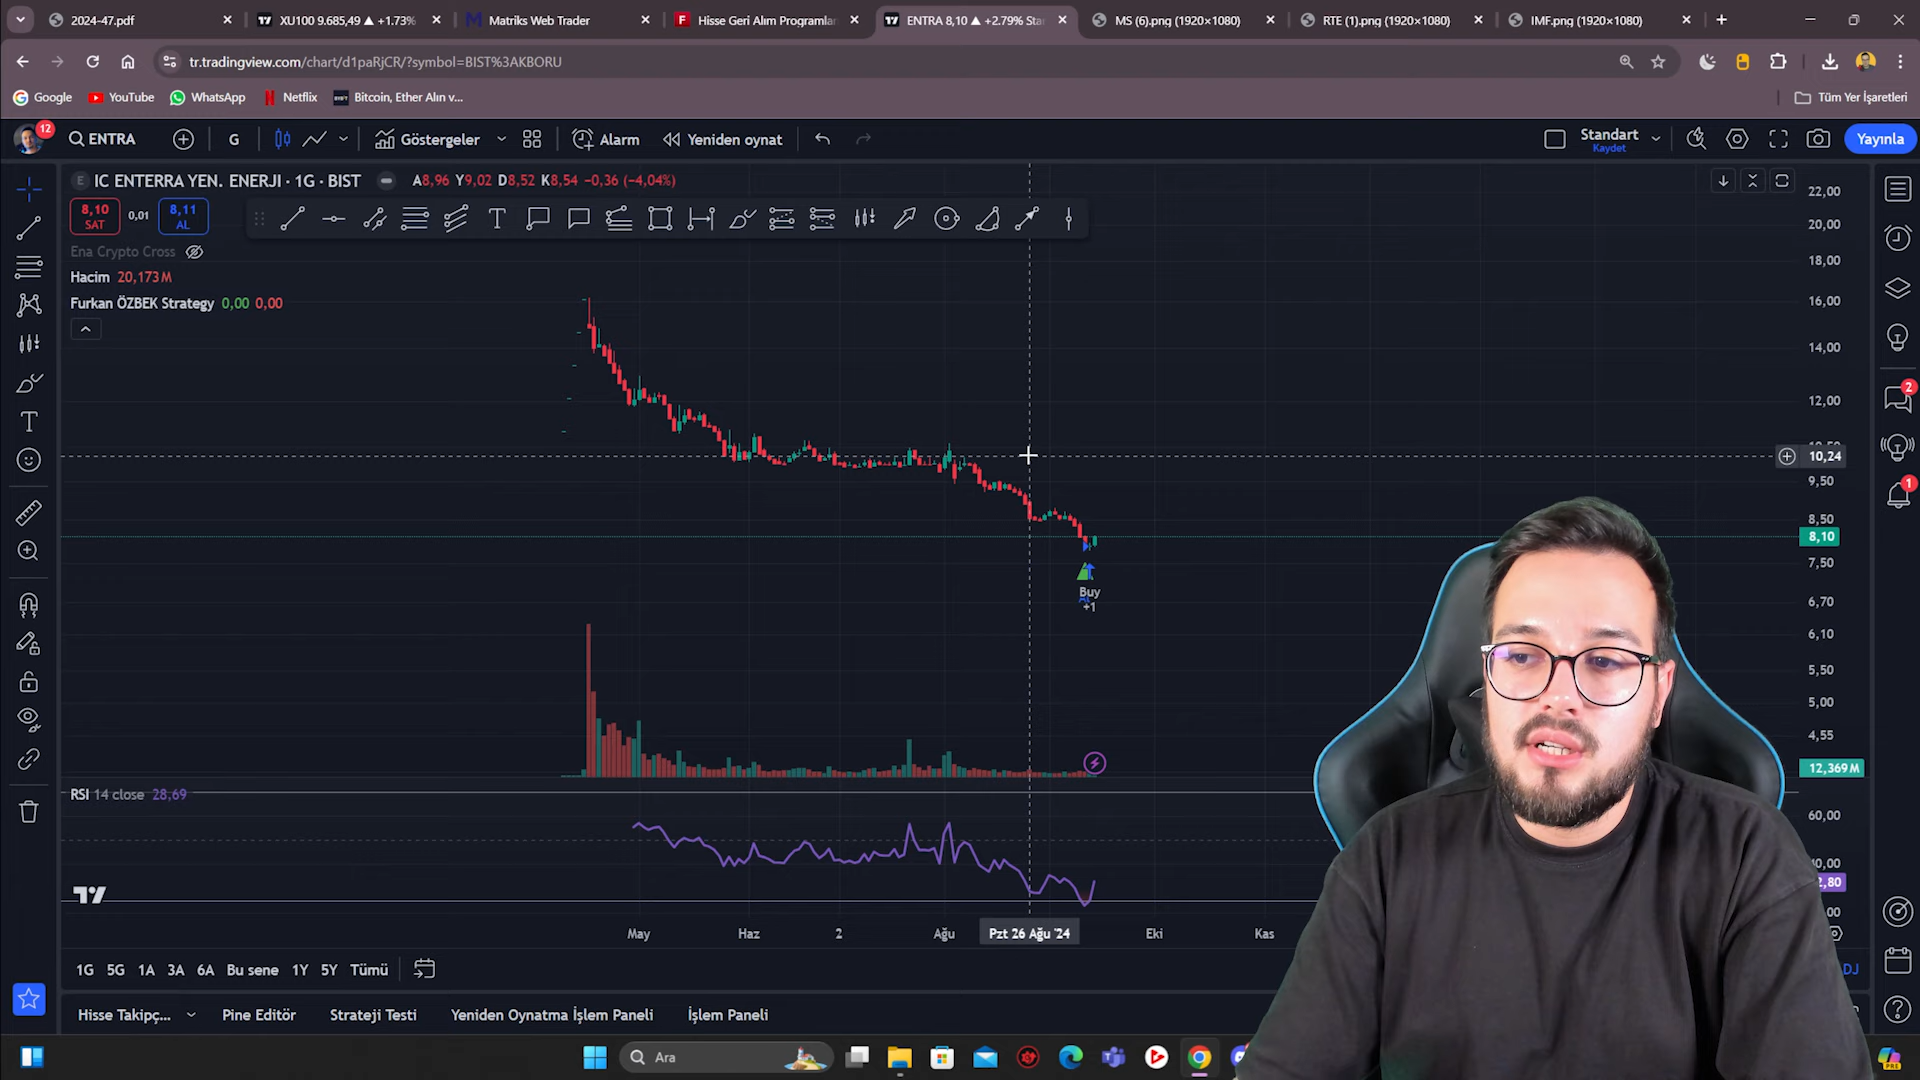 2024-47.pdf
XU100 9.685,49 ▲ +1.73%
Matriks Web Trader
Hisse Geri Alım Programlar
ENTRA 8,10 ▲ +2.79% Sta
MS (6).png (1920×1080)
RTE (1).png (1920×1080)
IMF.png (1920×1080)
tr.tradingview.com/chart/d1paRjCR/?symbol=BIST%3AKBORU
Google
YouTube
WhatsApp
Netflix
Bitcoin, Ether Alın v...
Tüm Yer İşaretleri
12
ENTRA
G
Göstergeler
Alarm
Yeniden oynat
Standart
Kaydet
Yayınla
E
IC ENTERRA YEN. ENERJI · 1G · BIST
A8,96 Y9,02 D8,52 K8,54 −0,36 (−4,04%)
8,10
SAT
0,01
8,11
AL
Ena Crypto Cross
Hacim 20,173M
Furkan ÖZBEK Strategy 0,00 0,00
22,00
20,00
18,00
16,00
14,00
12,00
10,24
9,50
8,50
8,10
7,50
6,70
6,10
5,50
5,00
4,55
12,369M
Buy
+1
RSI 14 close 28,69
60,00
May
Haz
2
Ağu
Pzt 26 Ağu '24
Eki
Kas
2
1
1G
5G
1A
3A
6A
Bu sene
1Y
5Y
Tümü
Hisse Takipç...
Pine Editör
Strateji Testi
Yeniden Oynatma İşlem Paneli
İşlem Paneli
Ara
PRE